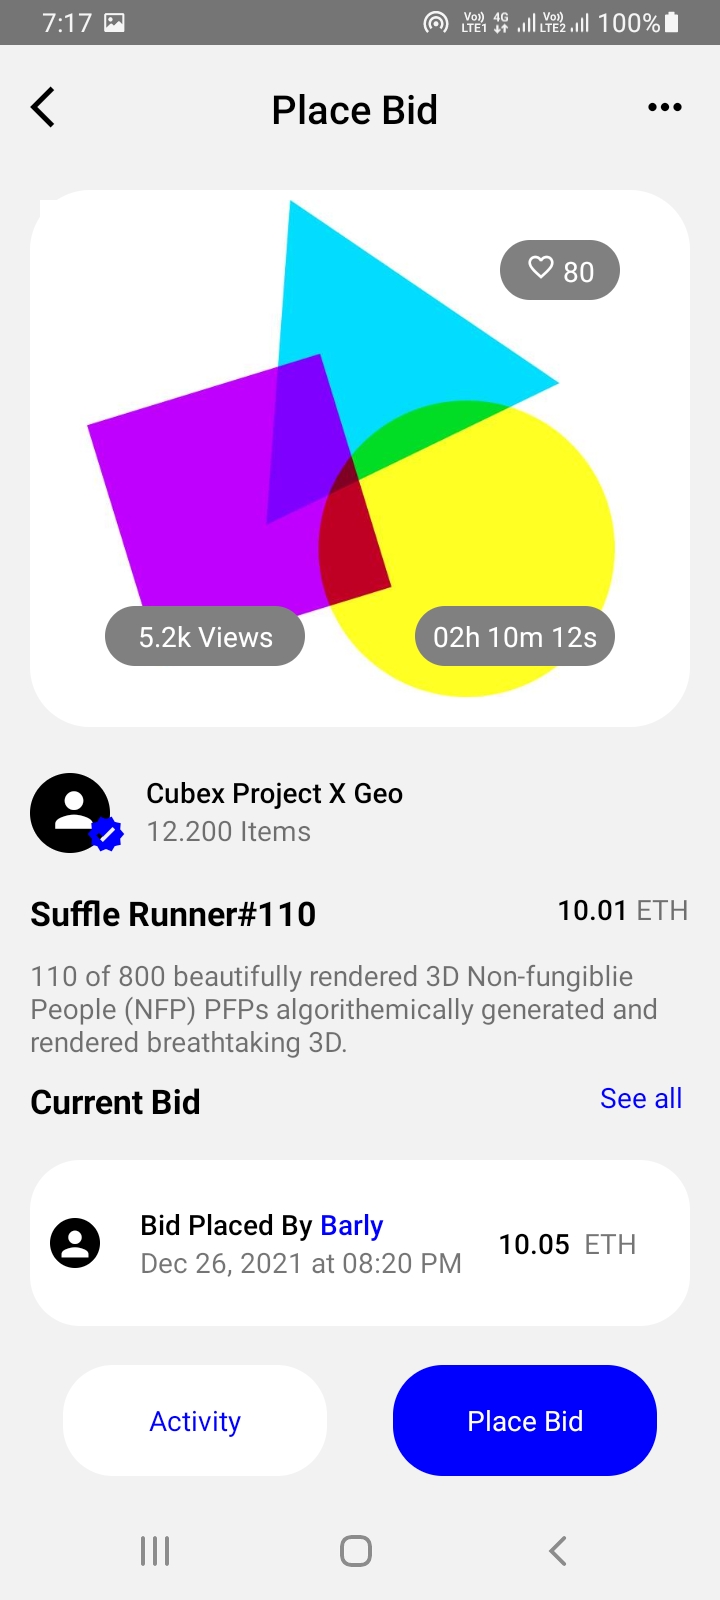 7:17
Vo)) LTE1 4G Vo)) LTE2 100%
Place Bid
80
5.2k Views
02h 10m 12s
Cubex Project X Geo
12.200 Items
Suffle Runner#110
10.01 ETH
110 of 800 beautifully rendered 3D Non-fungiblie
People (NFP) PFPs algorithemically generated and
rendered breathtaking 3D.
Current Bid
See all
Bid Placed By Barly
Dec 26, 2021 at 08:20 PM
10.05 ETH
Activity
Place Bid